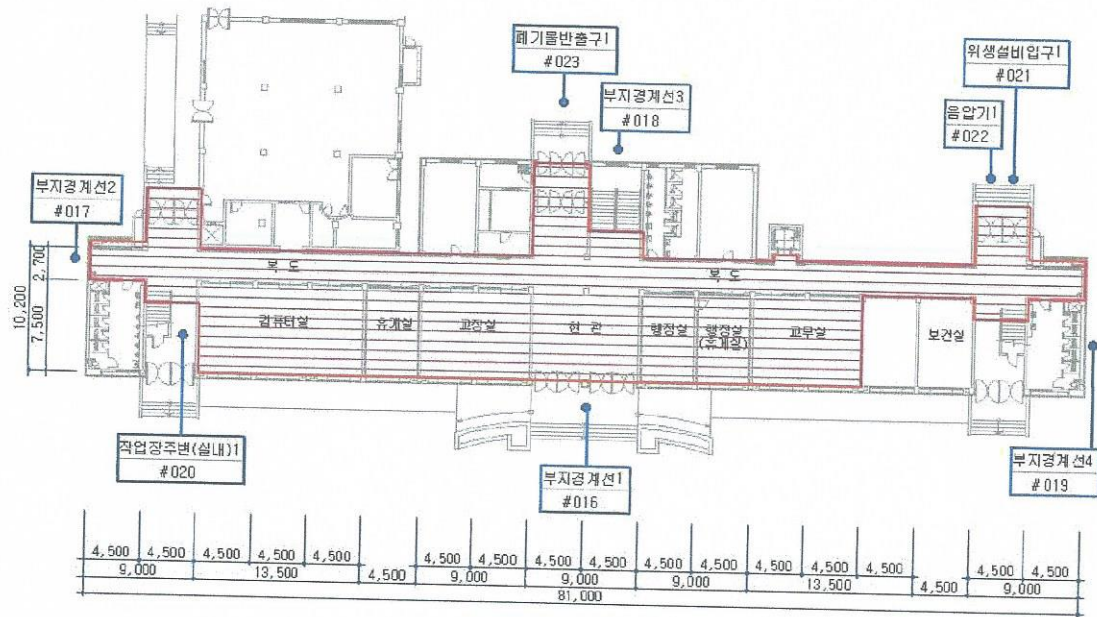 폐기물반출구1
#023
위생설비입구1
#021
부지경계선3
#018
음압기1
#022
부지경계선2
#017
복 도
복 도
2,700
10,200
7,500
컴퓨터실
휴게실
교장실
현 관
행정실
행정실
(휴게실)
교무실
보건실
작업장주변(실내)1
#020
부지경계선1
#016
부지경계선4
#019
4,500 4,500 4,500 4,500 4,500 4,500 4,500 4,500 4,500 4,500 4,500 4,500 4,500 4,500 4,500 4,500
9,000 13,500 4,500 9,000 9,000 9,000 13,500 4,500 9,000
81,000